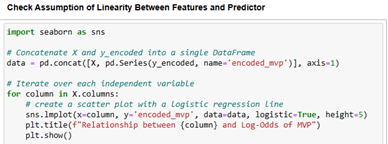 Check Assumption of Linearity Between Features and Predictor
import seaborn as sns
# Concatenate X and y_encoded into a single DataFrame
data = pd.concat([X, pd.Series(y_encoded, name='encoded_mvp')], axis=1)
# Iterate over each independent variable
for column in X.columns:
# create a scatter plot with a logistic regression line
sns.lmplot(x=column, y='encoded_mvp', data=data, logistic=True, height=5)
plt.title(f"Relationship between {column} and Log-Odds of MVP")
plt.show()